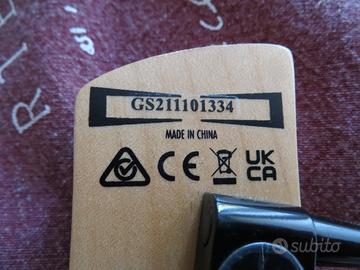 GS211101334
MADE IN CHINA
CE
UK
CA
subito